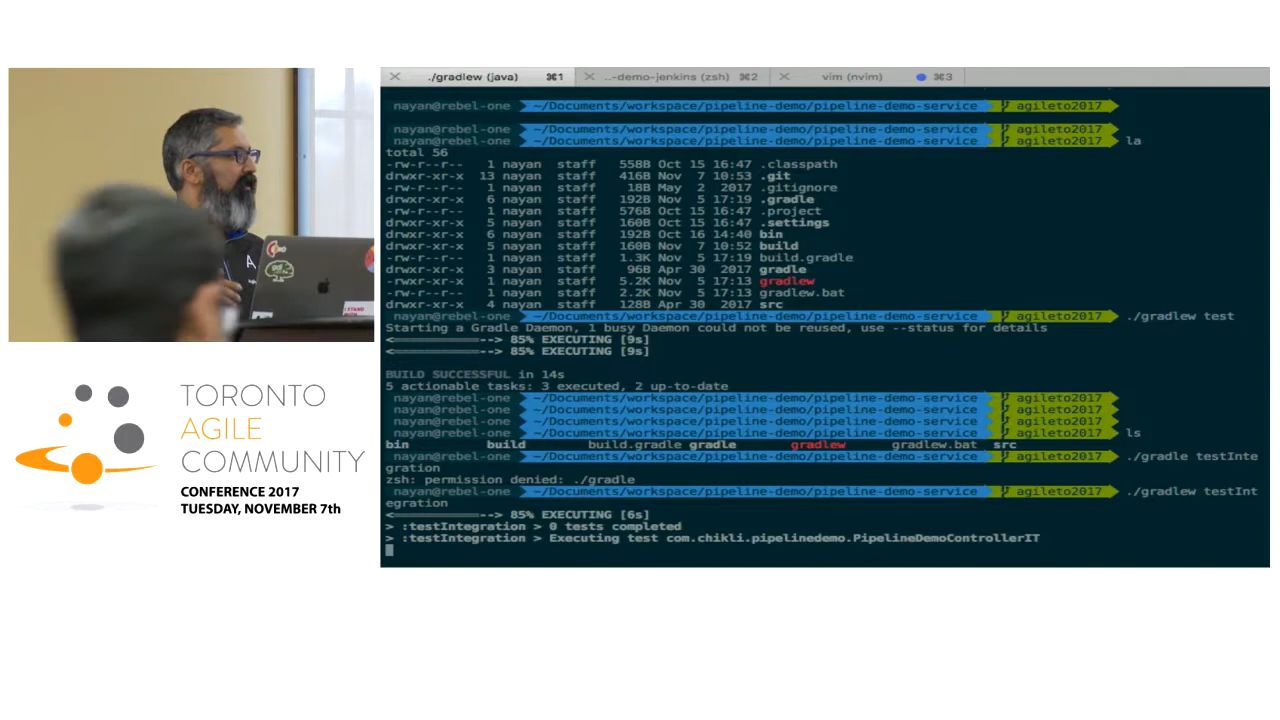 ./gradlew (java) ⌘1 ..-demo-jenkins (zsh) ⌘2 vim (nvim) ⌘3
nayan@rebel-one ~/Documents/workspace/pipeline-demo/pipeline-demo-service agileto2017
nayan@rebel-one ~/Documents/workspace/pipeline-demo/pipeline-demo-service agileto2017
nayan@rebel-one ~/Documents/workspace/pipeline-demo/pipeline-demo-service agileto2017 la
total 56
-rw-r--r-- 1 nayan staff 558B Oct 15 16:47 .classpath
drwxr-xr-x 13 nayan staff 416B Nov 7 10:53 .git
-rw-r--r-- 1 nayan staff 18B May 2 2017 .gitignore
drwxr-xr-x 6 nayan staff 192B Nov 5 17:19 .gradle
-rw-r--r-- 1 nayan staff 576B Oct 15 16:47 .project
drwxr-xr-x 5 nayan staff 160B Oct 15 16:47 .settings
drwxr-xr-x 6 nayan staff 192B Oct 16 14:40 bin
drwxr-xr-x 5 nayan staff 160B Nov 7 10:52 build
-rw-r--r-- 1 nayan staff 1.3K Nov 5 17:19 build.gradle
drwxr-xr-x 3 nayan staff 96B Apr 30 2017 gradle
-rwxr-xr-x 1 nayan staff 5.2K Nov 5 17:13 gradlew
-rw-r--r-- 1 nayan staff 2.2K Nov 5 17:13 gradlew.bat
drwxr-xr-x 4 nayan staff 128B Apr 30 2017 src
nayan@rebel-one ~/Documents/workspace/pipeline-demo/pipeline-demo-service agileto2017 ./gradlew test
Starting a Gradle Daemon, 1 busy Daemon could not be reused, use --status for details
<-----------> 85% EXECUTING [9s]
<-----------> 85% EXECUTING [9s]
BUILD SUCCESSFUL in 14s
5 actionable tasks: 3 executed, 2 up-to-date
nayan@rebel-one ~/Documents/workspace/pipeline-demo/pipeline-demo-service agileto2017
nayan@rebel-one ~/Documents/workspace/pipeline-demo/pipeline-demo-service agileto2017
nayan@rebel-one ~/Documents/workspace/pipeline-demo/pipeline-demo-service agileto2017
nayan@rebel-one ~/Documents/workspace/pipeline-demo/pipeline-demo-service agileto2017 ls
bin build build.gradle gradle gradlew gradlew.bat src
nayan@rebel-one ~/Documents/workspace/pipeline-demo/pipeline-demo-service agileto2017 ./gradle testInte
gration
zsh: permission denied: ./gradle
nayan@rebel-one ~/Documents/workspace/pipeline-demo/pipeline-demo-service agileto2017 ./gradlew testInt
egration
<-----------> 85% EXECUTING [6s]
> :testIntegration > 0 tests completed
> :testIntegration > Executing test com.chikli.pipelinedemo.PipelineDemoControllerIT
TORONTO
AGILE
COMMUNITY
CONFERENCE 2017
TUESDAY, NOVEMBER 7th